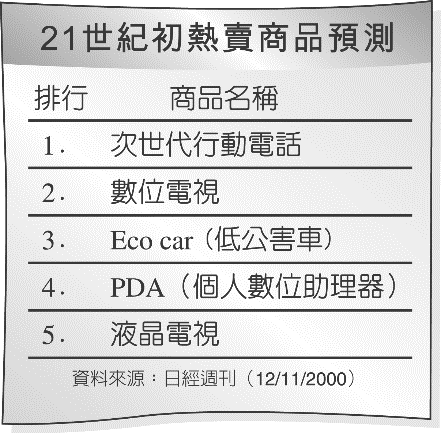 21世紀初熱賣商品預測
排行 商品名稱
1. 次世代行動電話
2. 數位電視
3. Eco car（低公害車）
4. PDA（個人數位助理器）
5. 液晶電視
資料來源：日經週刊（12/11/2000）